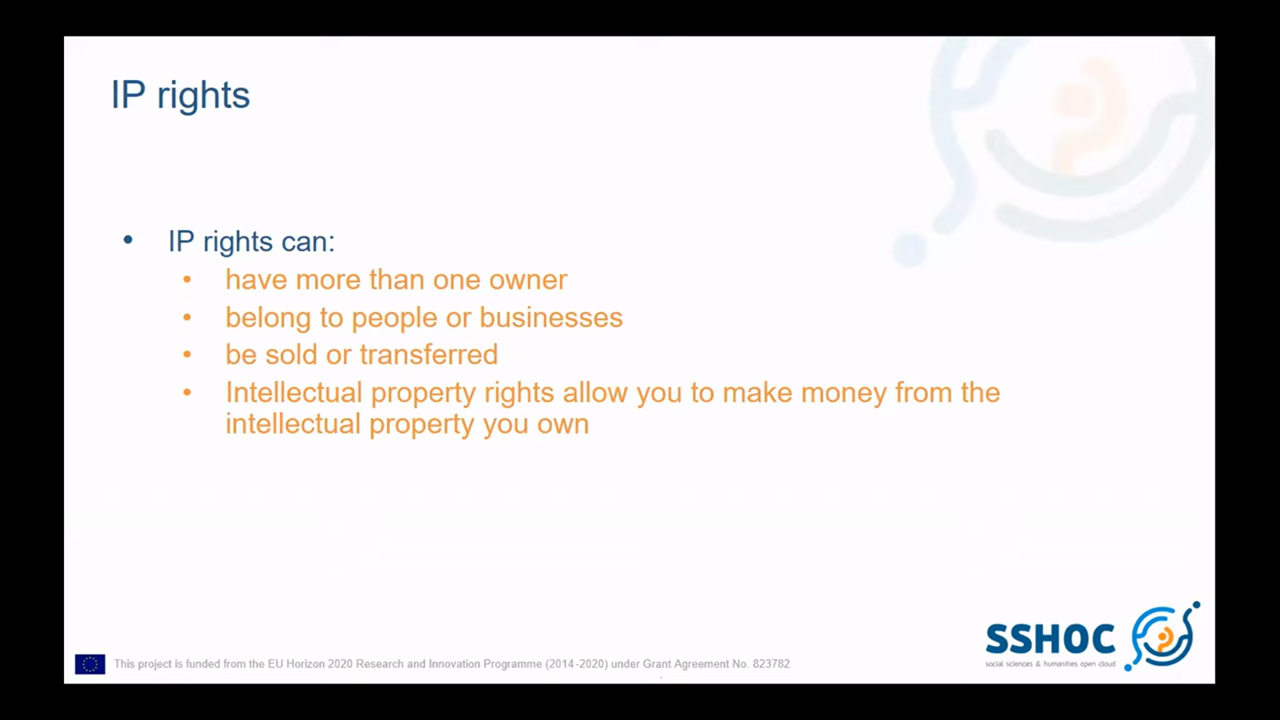 IP rights
• IP rights can:
• have more than one owner
• belong to people or businesses
• be sold or transferred
• Intellectual property rights allow you to make money from the
intellectual property you own
This project is funded from the EU Horizon 2020 Research and Innovation Programme (2014-2020) under Grant Agreement No. 823782
SSHOC
social sciences & humanities open cloud